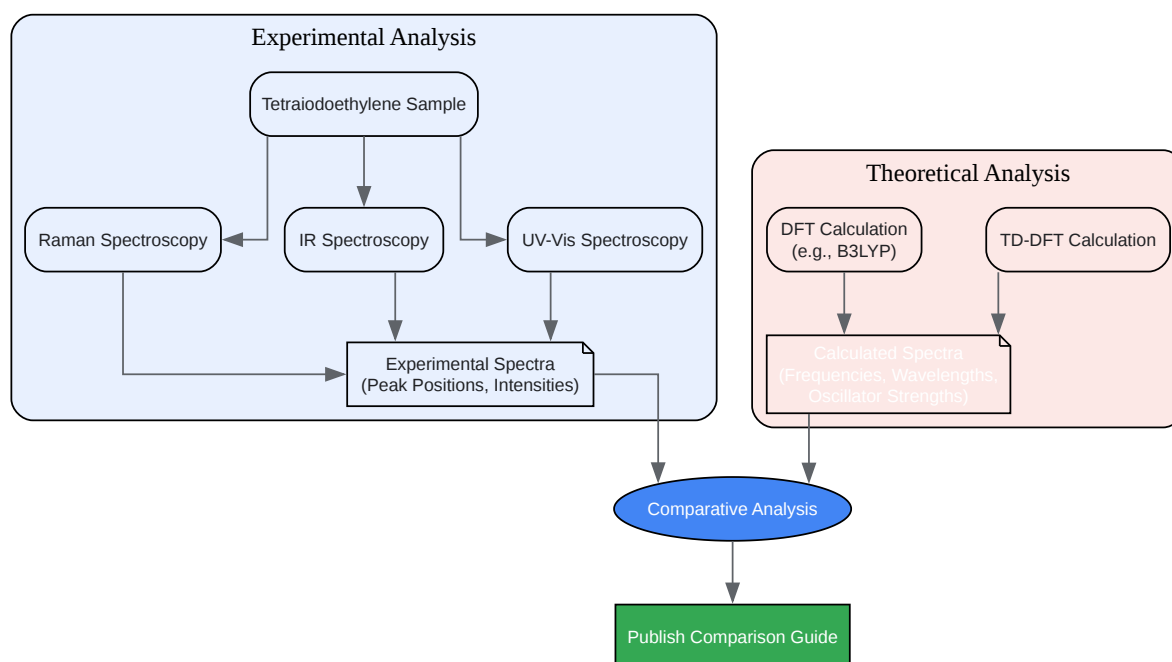 Experimental Analysis
Tetraiodoethylene Sample
Raman Spectroscopy
IR Spectroscopy
UV-Vis Spectroscopy
Experimental Spectra
(Peak Positions, Intensities)
Theoretical Analysis
DFT Calculation
(e.g., B3LYP)
TD-DFT Calculation
Calculated Spectra
(Frequencies, Wavelengths,
Oscillator Strengths)
Comparative Analysis
Publish Comparison Guide